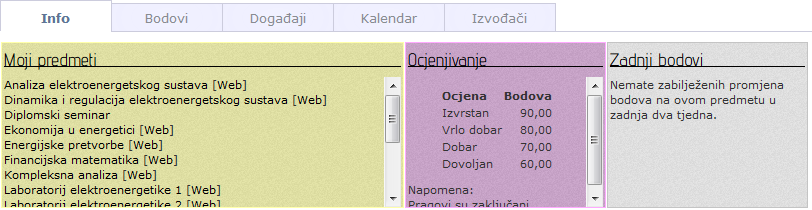 Info
Bodovi
Događaji
Kalendar
Izvođači
Moji predmeti
Analiza elektroenergetskog sustava [Web]
Dinamika i regulacija elektroenergetskog sustava [Web]
Diplomski seminar
Ekonomija u energetici [Web]
Energijske pretvorbe [Web]
Financijska matematika [Web]
Kompleksna analiza [Web]
Laboratorij elektroenergetike 1 [Web]
Laboratorij elektroenergetike 2 [Web]
Ocjenjivanje
Ocjena Bodova
Izvrstan 90,00
Vrlo dobar 80,00
Dobar 70,00
Dovoljan 60,00
Napomena:
Pragovi su zaključani
Zadnji bodovi
Nemate zabilježenih promjena
bodova na ovom predmetu u
zadnja dva tjedna.